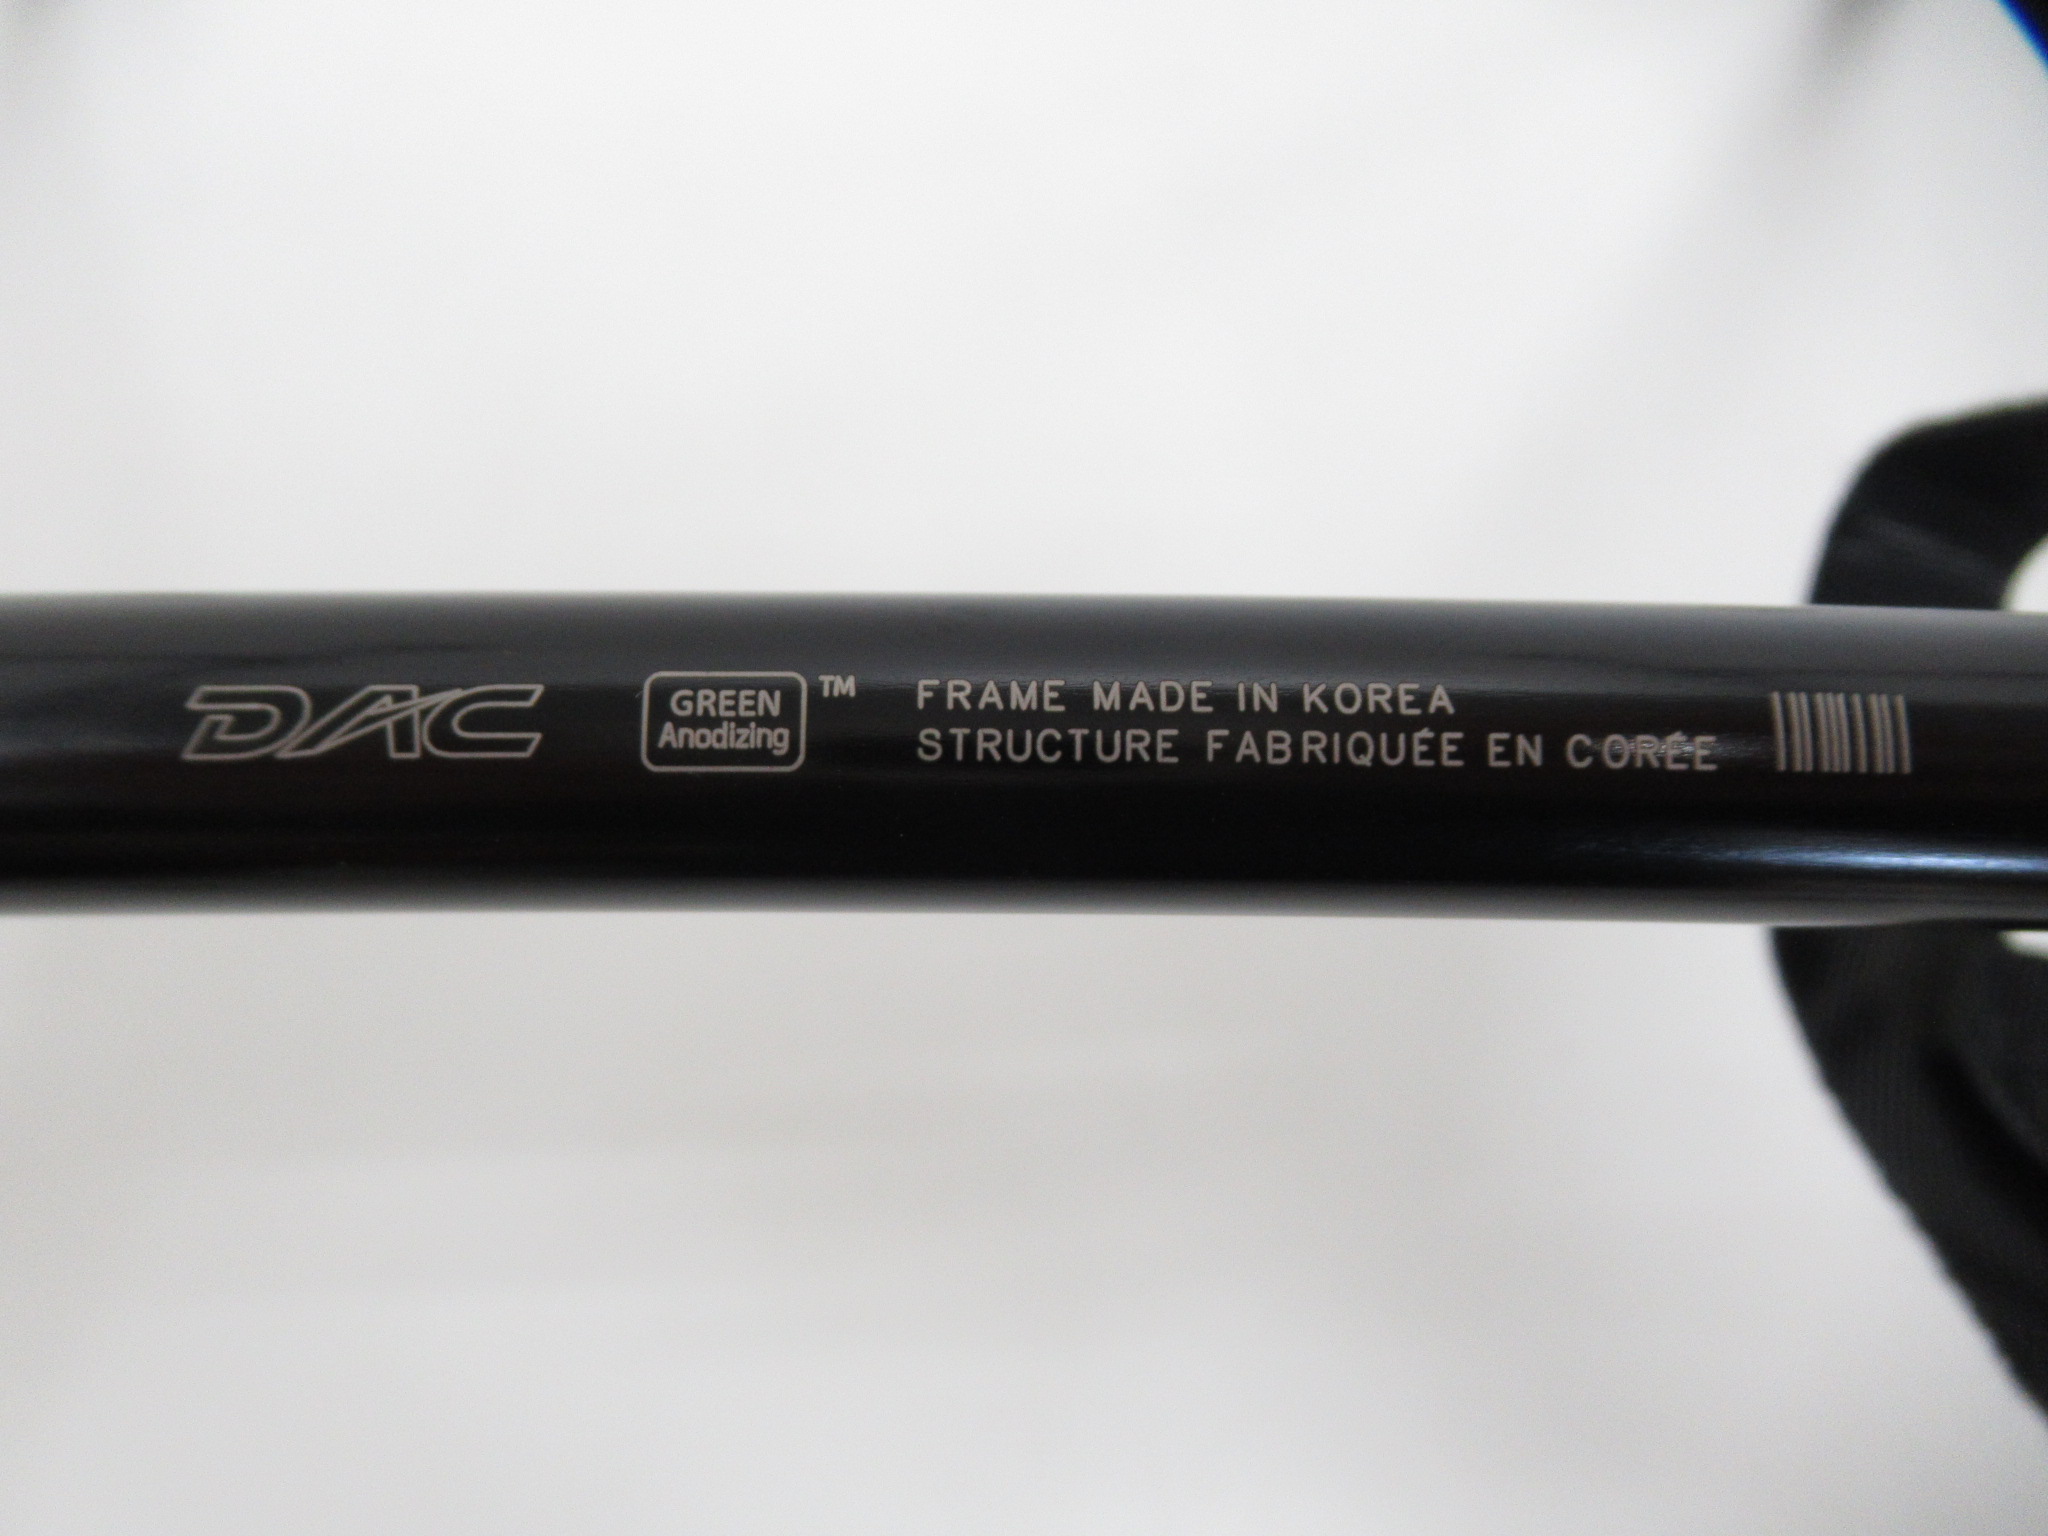 DAC
GREEN
Anodizing
™
FRAME MADE IN KOREA
STRUCTURE FABRIQUÉE EN CORÉE